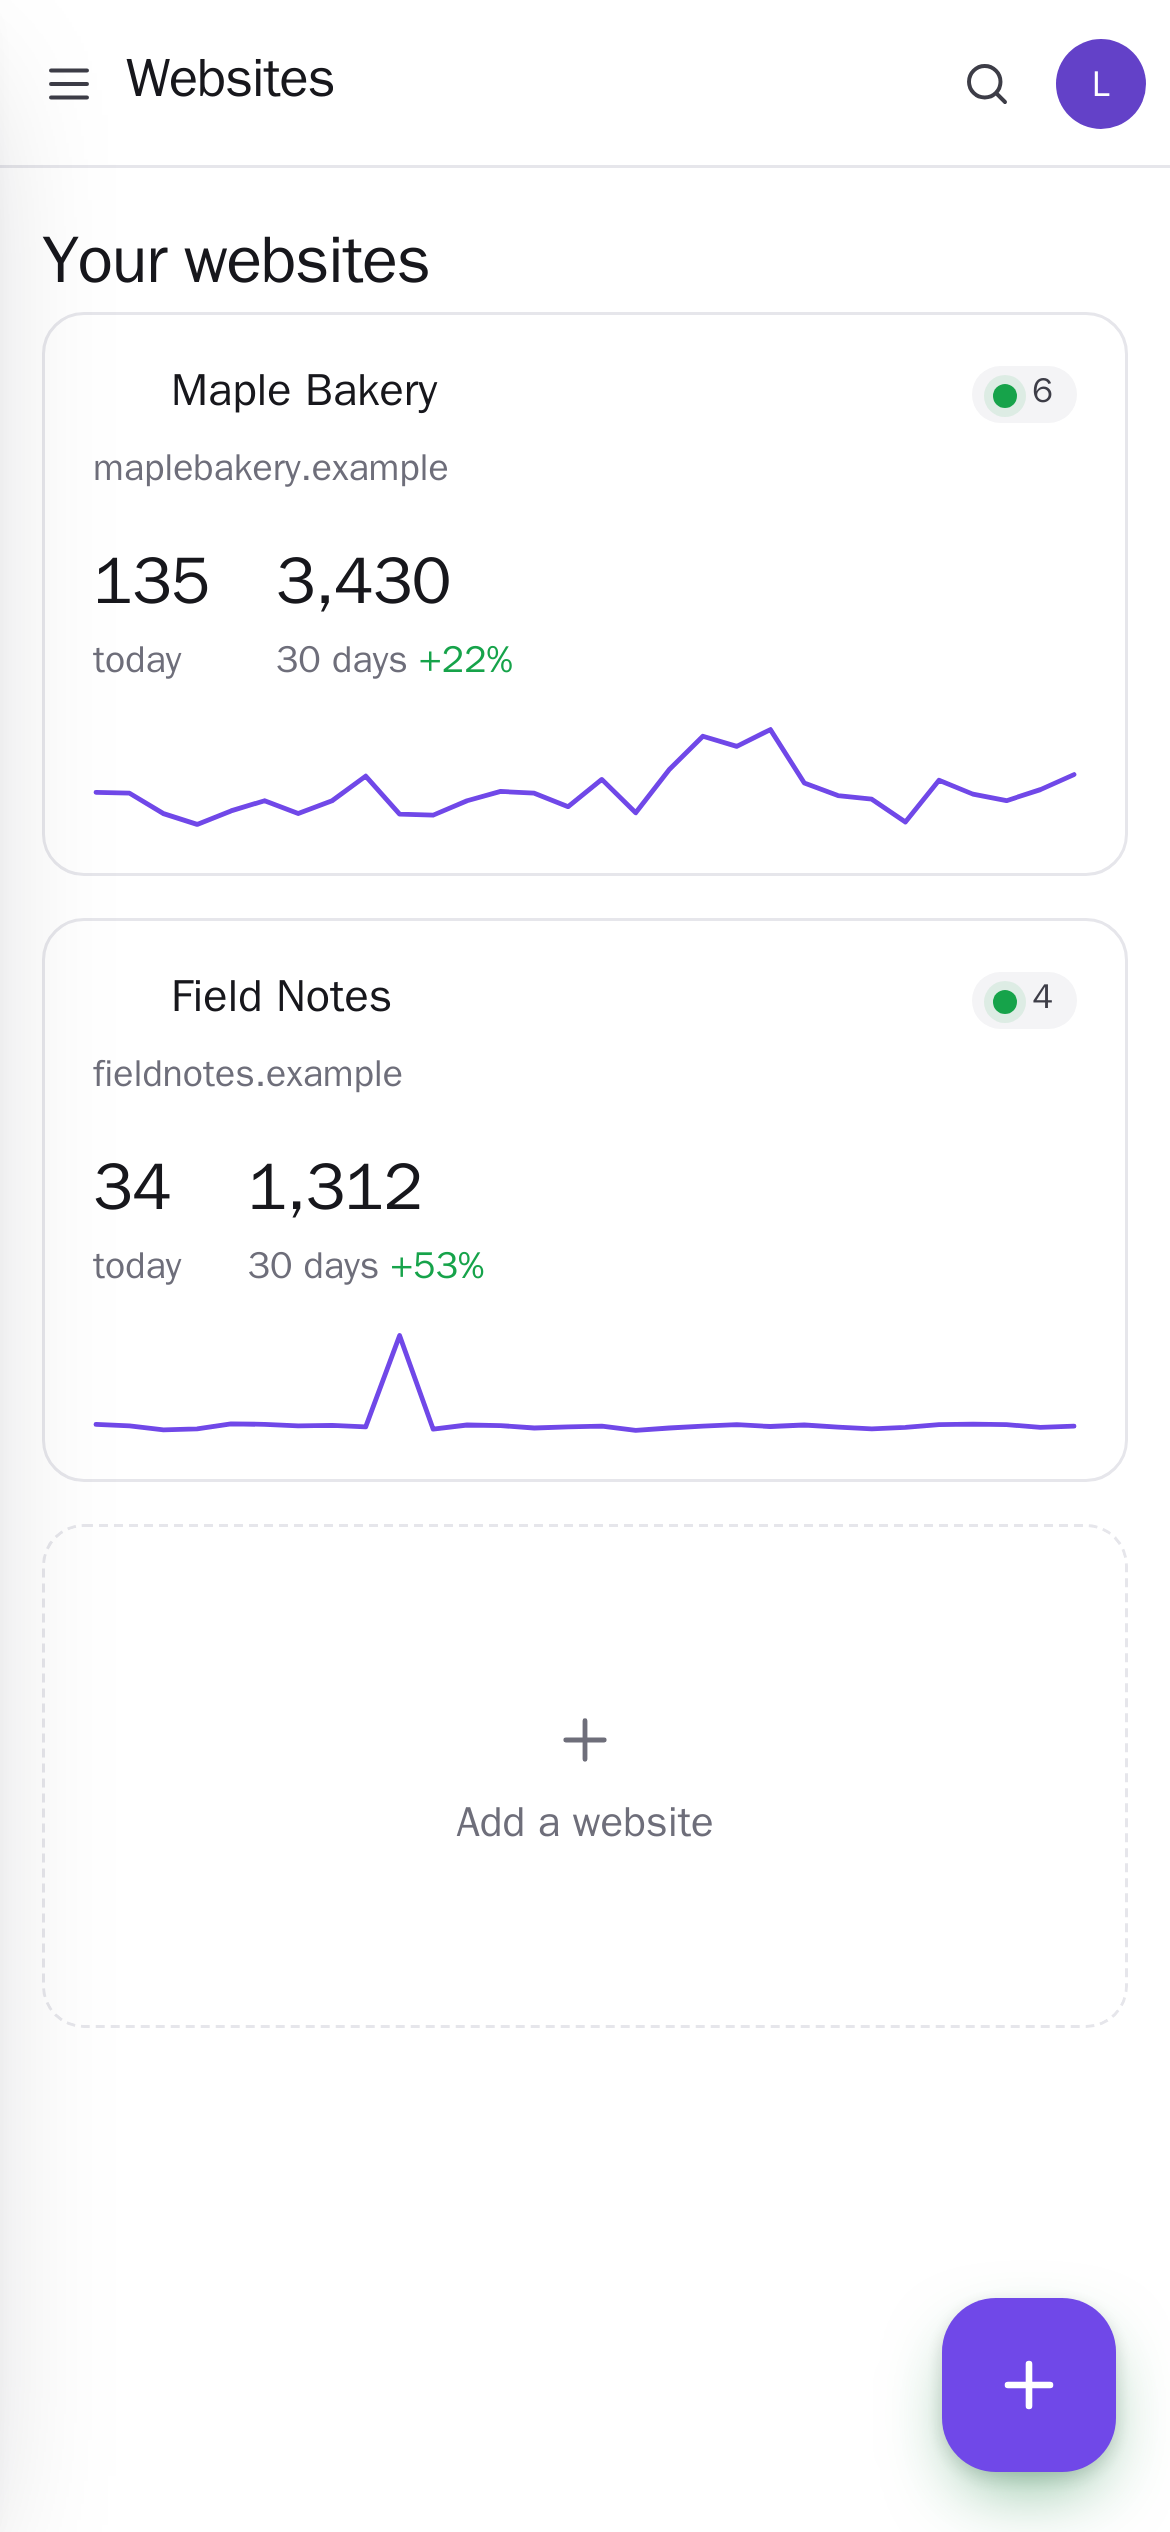 Websites
L
Your websites
Maple Bakery
6
maplebakery.example
135 3,430
today 30 days +22%
Field Notes
4
fieldnotes.example
34 1,312
today 30 days +53%
Add a website